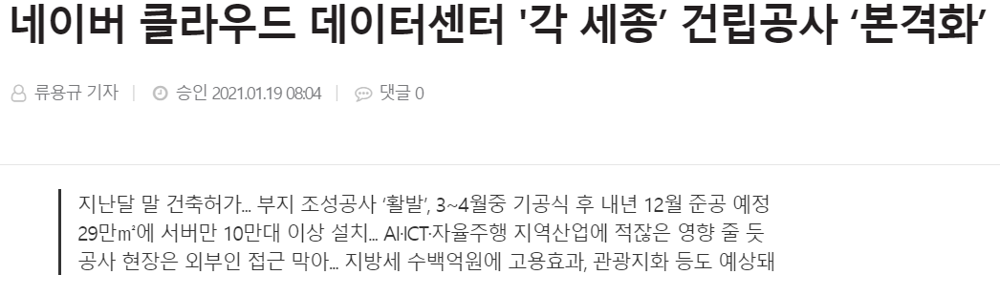 네이버 클라우드 데이터센터 '각 세종’ 건립공사 ‘본격화’
류용규 기자 | 승인 2021.01.19 08:04 | 댓글 0
지난달 말 건축허가... 부지 조성공사 ‘활발’, 3~4월중 기공식 후 내년 12월 준공 예정
29만㎡에 서버만 10만대 이상 설치... AI·ICT·자율주행 지역산업에 적잖은 영향 줄 듯
공사 현장은 외부인 접근 막아... 지방세 수백억원에 고용효과, 관광지화 등도 예상돼